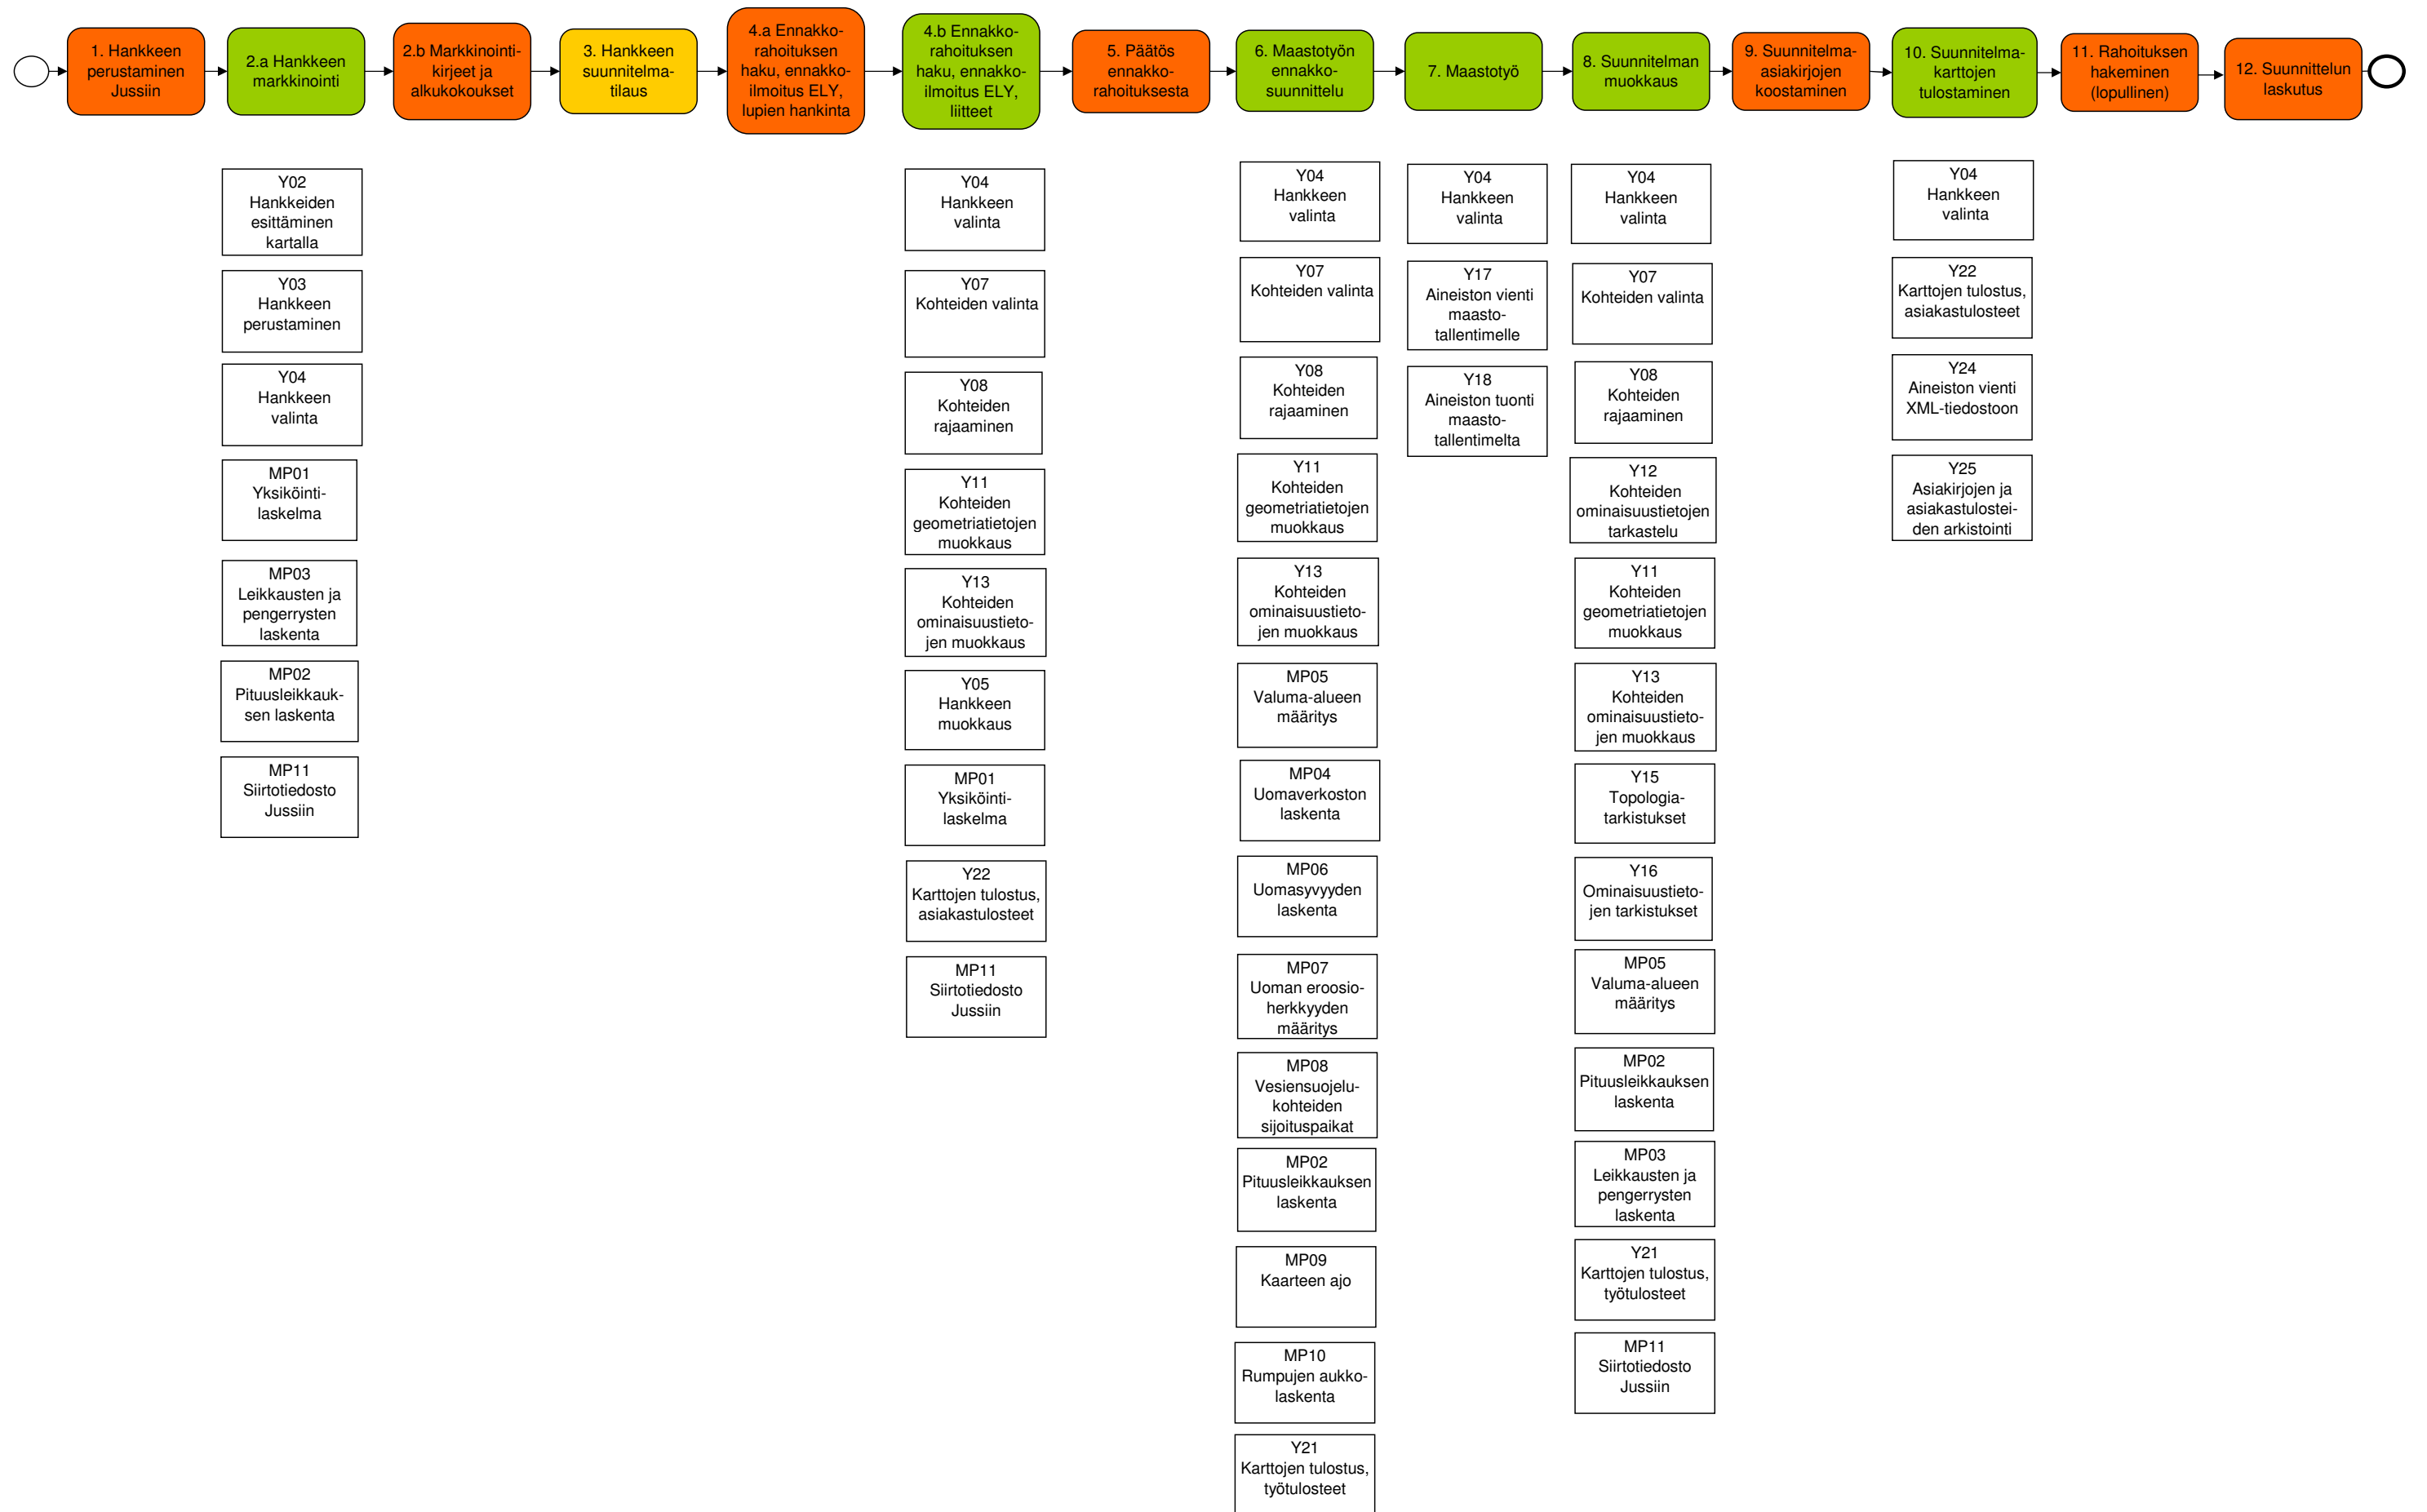 1. Hankkeen
perustaminen
Jussiin
2.a Hankkeen
markkinointi
2.b Markkinointi-
kirjeet ja
alkukokoukset
3. Hankkeen
suunnitelma-
tilaus
4.a Ennakko-
rahoituksen
haku, ennakko-
ilmoitus ELY,
lupien hankinta
4.b Ennakko-
rahoituksen
haku, ennakko-
ilmoitus ELY,
liitteet
5. Päätös
ennakko-
rahoituksesta
6. Maastotyön
ennakko-
suunnittelu
7. Maastotyö
8. Suunnitelman
muokkaus
9. Suunnitelma-
asiakirjojen
koostaminen
10. Suunnitelma-
karttojen
tulostaminen
11. Rahoituksen
hakeminen
(lopullinen)
12. Suunnittelun
laskutus
Y02
Hankkeiden
esittäminen
kartalla
Y03
Hankkeen
perustaminen
Y04
Hankkeen
valinta
MP01
Yksiköinti-
laskelma
MP03
Leikkausten ja
pengerrysten
laskenta
MP02
Pituusleikkauk-
sen laskenta
MP11
Siirtotiedosto
Jussiin
Y04
Hankkeen
valinta
Y07
Kohteiden valinta
Y08
Kohteiden
rajaaminen
Y11
Kohteiden
geometriatietojen
muokkaus
Y13
Kohteiden
ominaisuustieto-
jen muokkaus
Y05
Hankkeen
muokkaus
MP01
Yksiköinti-
laskelma
Y22
Karttojen tulostus,
asiakastulosteet
MP11
Siirtotiedosto
Jussiin
Y04
Hankkeen
valinta
Y07
Kohteiden valinta
Y08
Kohteiden
rajaaminen
Y11
Kohteiden
geometriatietojen
muokkaus
Y13
Kohteiden
ominaisuustieto-
jen muokkaus
MP05
Valuma-alueen
määritys
MP04
Uomaverkoston
laskenta
MP06
Uomasyvyyden
laskenta
MP07
Uoman eroosio-
herkkyyden
määritys
MP08
Vesiensuojelu-
kohteiden
sijoituspaikat
MP02
Pituusleikkauksen
laskenta
MP09
Kaarteen ajo
MP10
Rumpujen aukko-
laskenta
Y21
Karttojen tulostus,
työtulosteet
Y04
Hankkeen
valinta
Y17
Aineiston vienti
maasto-
tallentimelle
Y18
Aineiston tuonti
maasto-
tallentimelta
Y04
Hankkeen
valinta
Y07
Kohteiden valinta
Y08
Kohteiden
rajaaminen
Y12
Kohteiden
ominaisuustietojen
tarkastelu
Y11
Kohteiden
geometriatietojen
muokkaus
Y13
Kohteiden
ominaisuustieto-
jen muokkaus
Y15
Topologia-
tarkistukset
Y16
Ominaisuustieto-
jen tarkistukset
MP05
Valuma-alueen
määritys
MP02
Pituusleikkauksen
laskenta
MP03
Leikkausten ja
pengerrysten
laskenta
Y21
Karttojen tulostus,
työtulosteet
MP11
Siirtotiedosto
Jussiin
Y04
Hankkeen
valinta
Y22
Karttojen tulostus,
asiakastulosteet
Y24
Aineiston vienti
XML-tiedostoon
Y25
Asiakirjojen ja
asiakastulostei-
den arkistointi